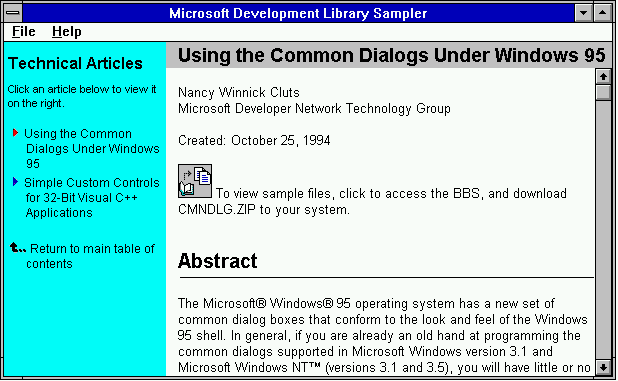 Microsoft Development Library Sampler
File Help
Technical Articles
Click an article below to view it
on the right.
Using the Common
Dialogs Under Windows
95
Simple Custom Controls
for 32-Bit Visual C++
Applications
Return to main table of
contents
Using the Common Dialogs Under Windows 95
Nancy Winnick Cluts
Microsoft Developer Network Technology Group
Created: October 25, 1994
To view sample files, click to access the BBS, and download
CMNDLG.ZIP to your system.
Abstract
The Microsoft® Windows® 95 operating system has a new set of
common dialog boxes that conform to the look and feel of the Windows
95 shell. In general, if you are already an old hand at programming the
common dialogs supported in Microsoft Windows version 3.1 and
Microsoft Windows NT™ (versions 3.1 and 3.5), you will have little or no